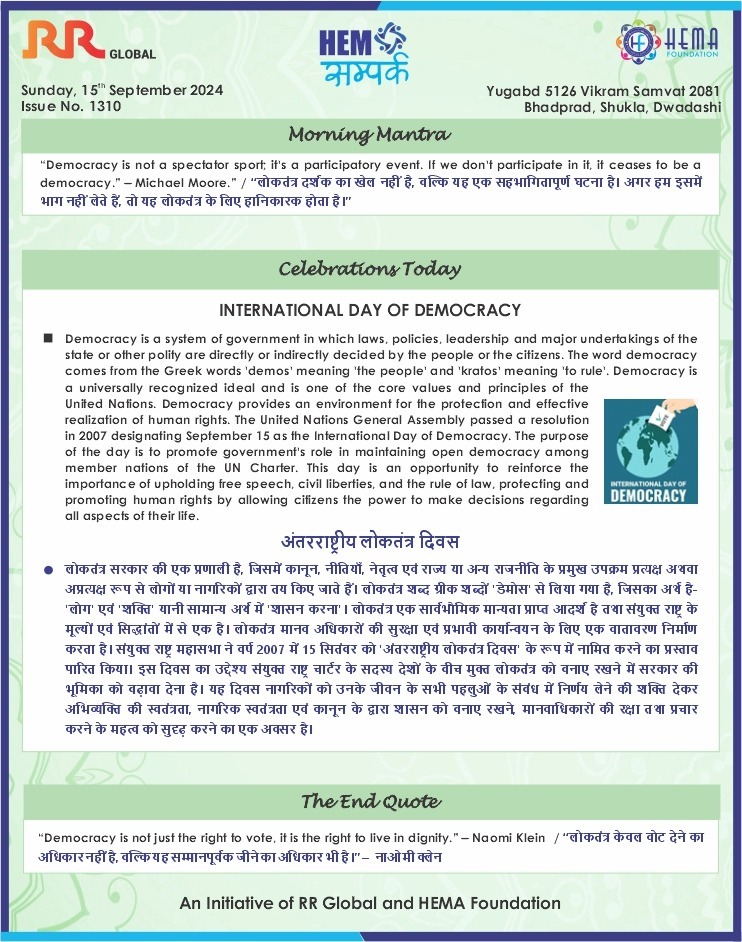 RR GLOBAL
HEM
सम्पर्क
HEMA
FOUNDATION
Sunday, 15th September 2024
Issue No. 1310
Yugabd 5126 Vikram Samvat 2081
Bhadprad, Shukla, Dwadashi
Morning Mantra
“Democracy is not a spectator sport; it’s a participatory event. If we don’t participate in it, it ceases to be a
democracy.” – Michael Moore.” / “लोकतंत्र दर्शक का खेल नहीं है, वल्कि यह एक सहभागितापूर्ण घटना है। अगर हम इसमें
भाग नहीं लेते हैं, तो यह लोकतंत्र के लिए हानिकारक होता है।”
Celebrations Today
INTERNATIONAL DAY OF DEMOCRACY
■ Democracy is a system of government in which laws, policies, leadership and major undertakings of the
state or other polity are directly or indirectly decided by the people or the citizens. The word democracy
comes from the Greek words 'demos' meaning 'the people' and 'kratos' meaning 'to rule'. Democracy is
a universally recognized ideal and is one of the core values and principles of the
United Nations. Democracy provides an environment for the protection and effective
realization of human rights. The United Nations General Assembly passed a resolution
in 2007 designating September 15 as the International Day of Democracy. The purpose
of the day is to promote government's role in maintaining open democracy among
member nations of the UN Charter. This day is an opportunity to reinforce the
importance of upholding free speech, civil liberties, and the rule of law, protecting and
promoting human rights by allowing citizens the power to make decisions regarding
all aspects of their life.
VOTE
INTERNATIONAL DAY OF
DEMOCRACY
अंतरराष्ट्रीय लोकतंत्र दिवस
● लोकतंत्र सरकार की एक प्रणाली है, जिसमें कानून, नीतियाँ, नेतृत्व एवं राज्य या अन्य राजनीति के प्रमुख उपक्रम प्रत्यक्ष अथवा
अप्रत्यक्ष रूप से लोगों या नागरिकों द्वारा तय किए जाते हैं। लोकतंत्र शब्द ग्रीक शब्दों 'डेमोस' से लिया गया है, जिसका अर्थ है-
'लोग' एवं 'शक्ति' यानी सामान्य अर्थ में 'शासन करना'। लोकतंत्र एक सार्वभौमिक मान्यता प्राप्त आदर्श है तथा संयुक्त राष्ट्र के
मूल्यों एवं सिद्धांतों में से एक है। लोकतंत्र मानव अधिकारों की सुरक्षा एवं प्रभावी कार्यान्वयन के लिए एक वातावरण निर्माण
करता है। संयुक्त राष्ट्र महासभा ने वर्ष 2007 में 15 सितंवर को 'अंतरराष्ट्रीय लोकतंत्र दिवस' के रूप में नामित करने का प्रस्ताव
पारित किया। इस दिवस का उद्देश्य संयुक्त राष्ट्र चार्टर के सदस्य देशों के वीच मुक्त लोकतंत्र को वनाए रखने में सरकार की
भूमिका को वढ़ावा देना है। यह दिवस नागरिकों को उनके जीवन के सभी पहलुओं के संवंध में निर्णय लेने की शक्ति देकर
अभिव्यक्ति की स्वतंत्रता, नागरिक स्वतंत्रता एवं कानून के द्वारा शासन को वनाए रखने, मानवाधिकारों की रक्षा तथा प्रचार
करने के महत्व को सुदृढ़ करने का एक अवसर है।
The End Quote
“Democracy is not just the right to vote, it is the right to live in dignity.” – Naomi Klein / “लोकतंत्र केवल वोट देने का
अधिकार नहीं है, वल्कि यह सम्मानपूर्वक जीने का अधिकार भी है।” – नाओमी क्लेन
An Initiative of RR Global and HEMA Foundation